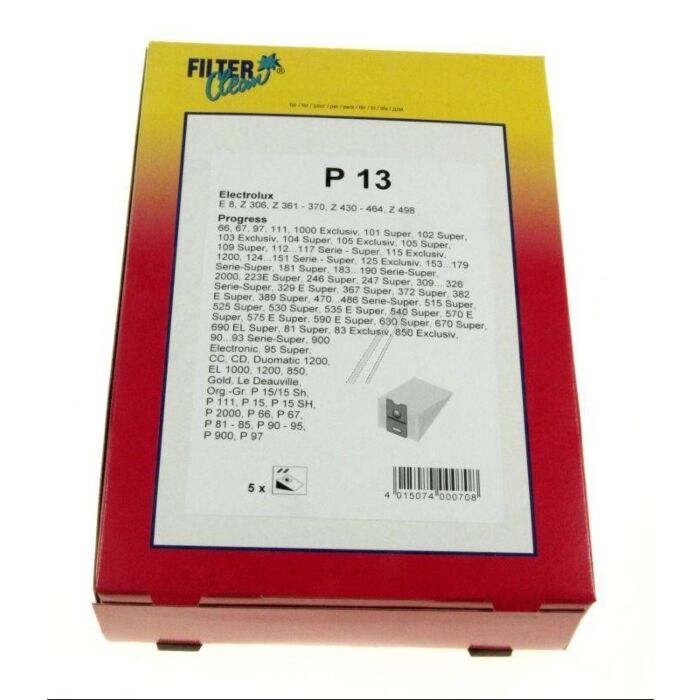 FILTER
Clean ®
für / for / pour / per / para / för / til / dla / для
P 13
Electrolux
E 8, Z 306, Z 361 - 370, Z 430 - 464, Z 498
Progress
66, 67, 97, 111, 1000 Exclusiv, 101 Super, 102 Super,
103 Exclusiv, 104 Super, 105 Exclusiv, 105 Super,
109 Super, 112...117 Serie - Super, 115 Exclusiv,
1200, 124...151 Serie - Super, 125 Exclusiv, 153...179
Serie-Super, 181 Super, 183...190 Serie-Super,
2000, 223E Super, 246 Super, 247 Super, 309... 326
Serie-Super, 329 E Super, 367 Super, 372 Super, 382
E Super, 389 Super, 470...486 Serie-Super, 515 Super,
525 Super, 530 Super, 535 E Super, 540 Super, 570 E
Super, 575 E Super, 590 E Super, 630 Super, 670 Super,
690 EL Super, 81 Super, 83 Exclusiv, 850 Exclusiv,
90...93 Serie-Super, 900
Electronic, 95 Super,
CC, CD, Duomatic 1200,
EL 1000, 1200, 850,
Gold, Le Deauville,
Org.-Gr. P 15/15 Sh,
P 111, P 15, P 15 SH,
P 2000, P 66, P 67,
P 81 - 85, P 90 - 95,
P 900, P 97
5 x
4 015074 000708